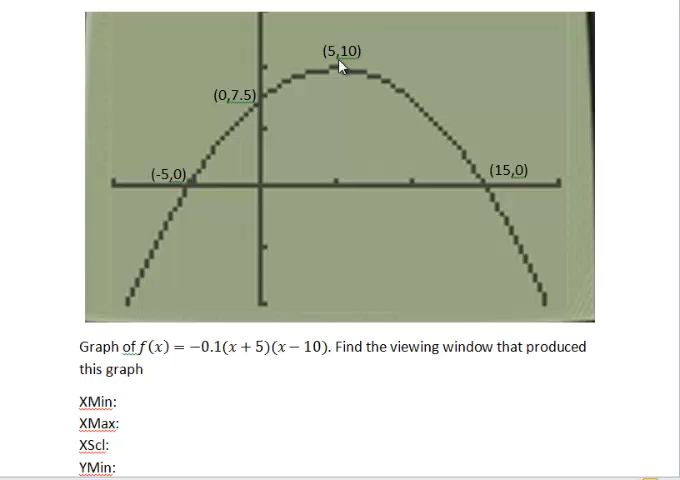 (5,10)
(0,7.5)
(-5,0)
(15,0)
Graph of f(x) = −0.1(x + 5)(x − 10). Find the viewing window that produced
this graph
XMin:
XMax:
XScl:
YMin: